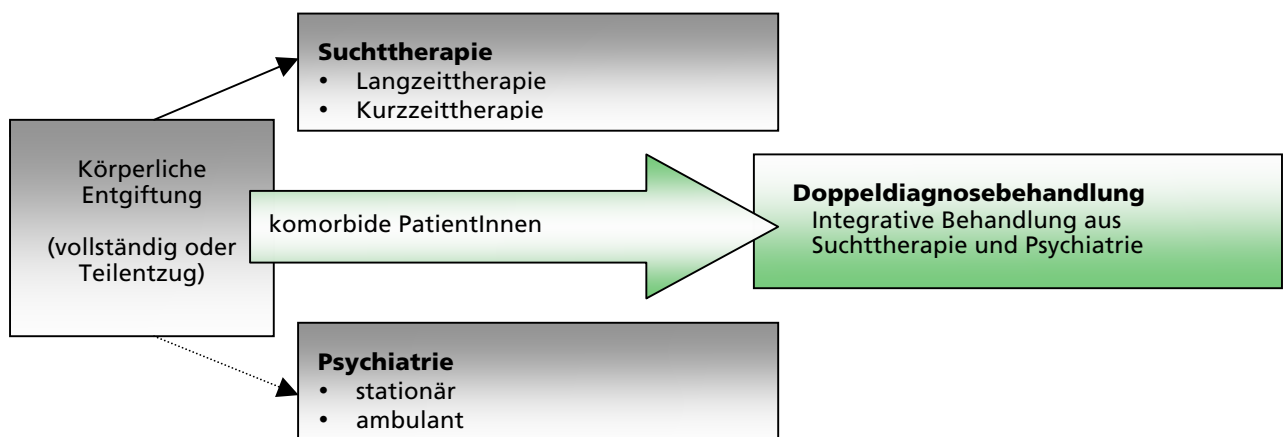 Suchttherapie
• Langzeittherapie
• Kurzzeittherapie
Körperliche
Entgiftung
(vollständig oder
Teilentzug)
komorbide PatientInnen
Doppeldiagnosebehandlung
Integrative Behandlung aus
Suchttherapie und Psychiatrie
Psychiatrie
• stationär
• ambulant